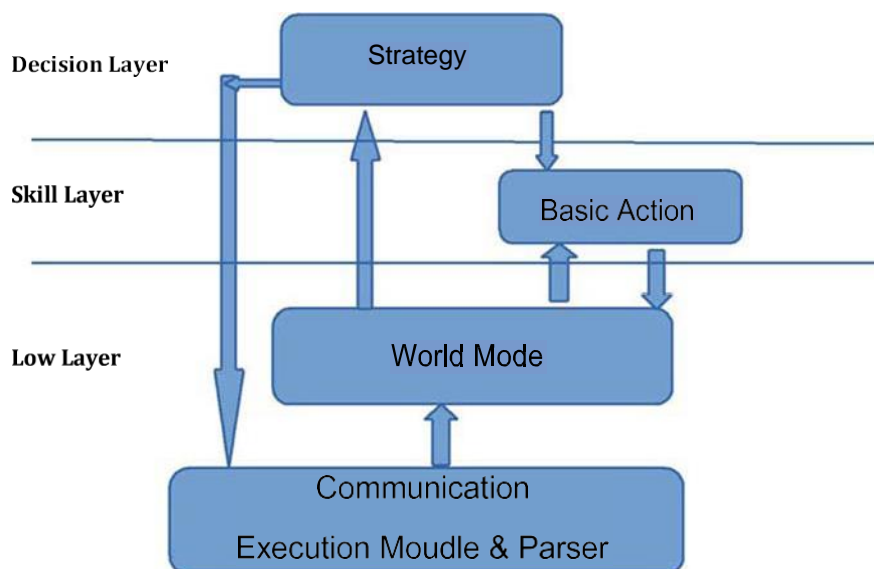 Decision Layer
Strategy
Skill Layer
Basic Action
Low Layer
World Mode
Communication
Execution Moudle & Parser